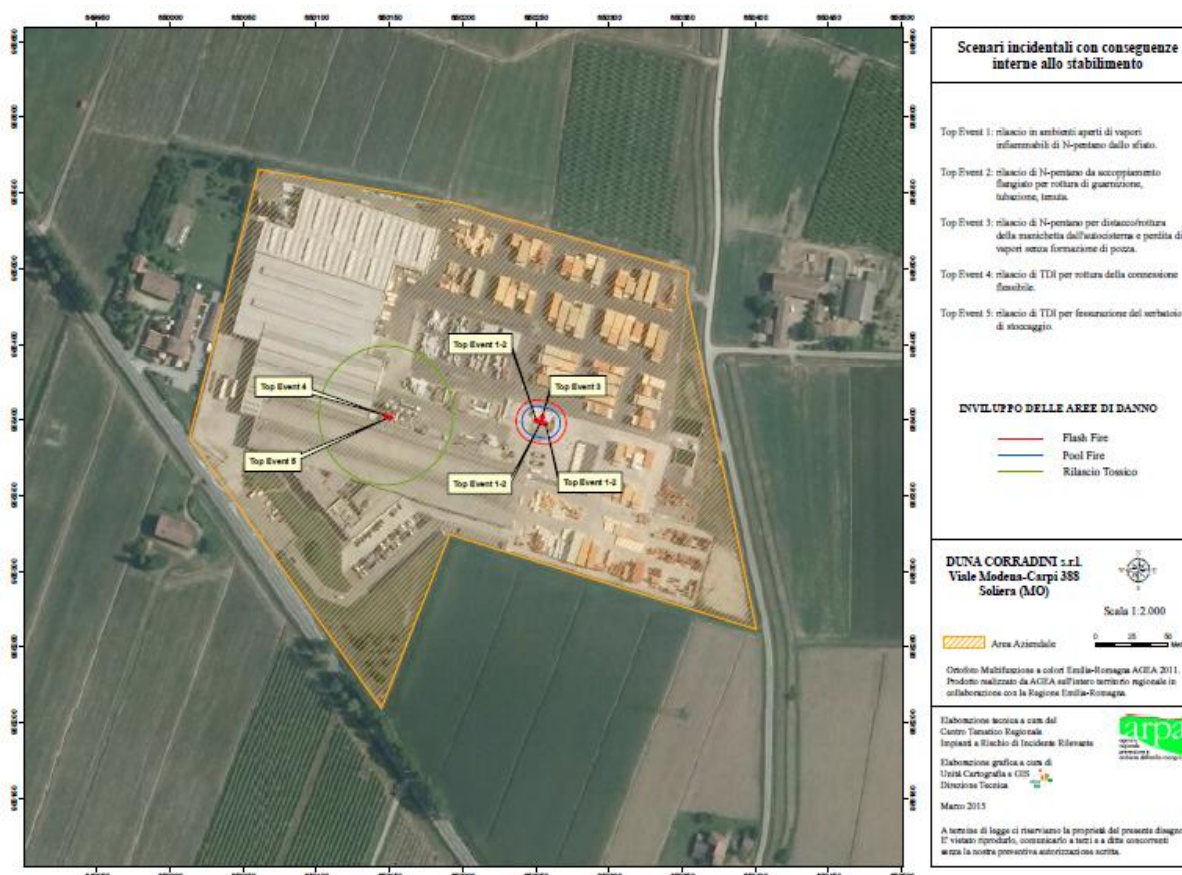 Scenari incidentali con conseguenze
interne allo stabilimento
Top Event 1: rilascio in ambienti aperti di vapori
infiammabili di N-pentano dallo sfiato.
Top Event 2: rilascio di N-pentano da accoppiamento
flangiato per rottura di guarnizione,
tubazione, tenuta.
Top Event 3: rilascio di N-pentano per distacco/rottura
della manichetta dall'autocisterna e perdita di
vapori senza formazione di pozza.
Top Event 4: rilascio di TDI per rottura della connessione
flessibile.
Top Event 5: rilascio di TDI per fessurazione del serbatoio
di stoccaggio.
Top Event 1-2
Top Event 3
Top Event 4
Top Event 5
Top Event 1-2
Top Event 1-2
INVILUPPO DELLE AREE DI DANNO
Flash Fire
Pool Fire
Rilascio Tossico
DUNA CORRADINI s.r.l.
Viale Modena-Carpi 388
Soliera (MO)
Scala 1:2.000
0 25 50
Area Aziendale
Ortofoto Multifunzione a colori Emilia-Romagna AGEA 2011.
Prodotto realizzato da AGEA sull'intero territorio regionale in
collaborazione con la Regione Emilia-Romagna.
Elaborazione tecnica a cura del
Centro Tematico Regionale
Impianti a Rischio di Incidente Rilevante
arpa
Elaborazione grafica a cura di
Unità Cartografia e GIS
Direzione Tecnica
Marzo 2015
A termine di legge ci riserviamo la proprietà del presente disegno.
E' vietato riprodurlo, comunicarlo a terzi o a ditte concorrenti
senza la nostra preventiva autorizzazione scritta.